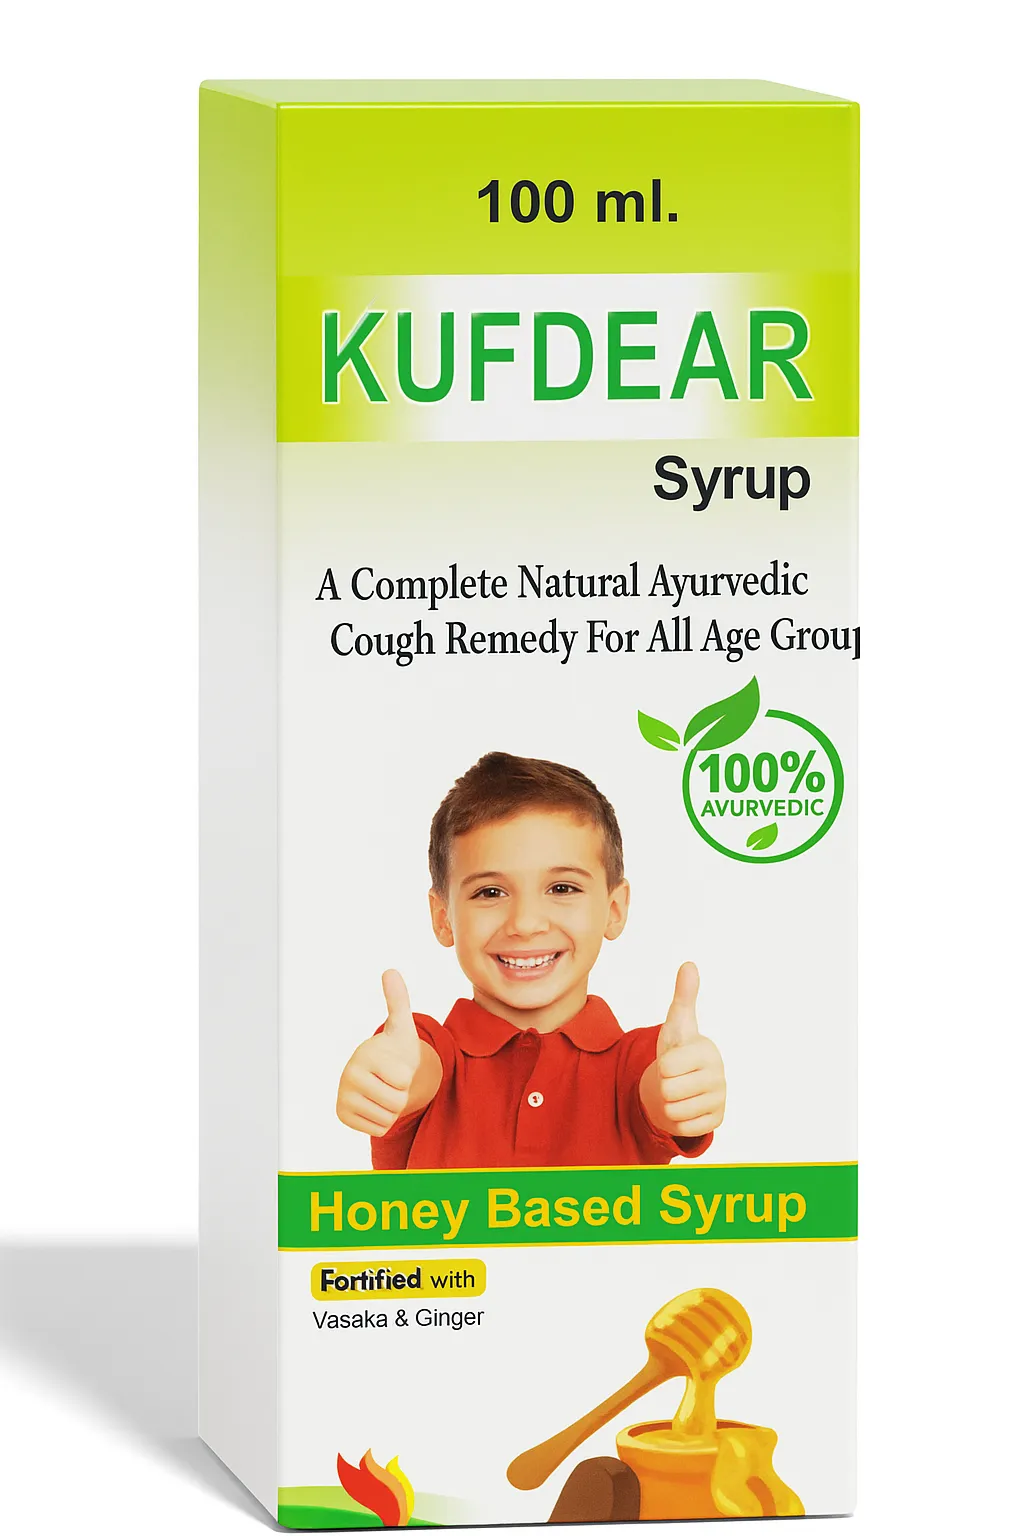 100 ml.
KUFDEAR
Syrup
A Complete Natural Ayurvedic
Cough Remedy For All Age Group
100%
AVURVEDIC
Honey Based Syrup
Fortified with
Vasaka & Ginger